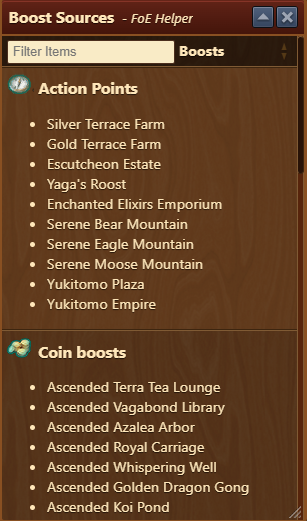 Boost Sources - FoE Helper
Filter Items Boosts
Action Points
Silver Terrace Farm
Gold Terrace Farm
Escutcheon Estate
Yaga's Roost
Enchanted Elixirs Emporium
Serene Bear Mountain
Serene Eagle Mountain
Serene Moose Mountain
Yukitomo Plaza
Yukitomo Empire
Coin boosts
Ascended Terra Tea Lounge
Ascended Vagabond Library
Ascended Azalea Arbor
Ascended Royal Carriage
Ascended Whispering Well
Ascended Golden Dragon Gong
Ascended Koi Pond